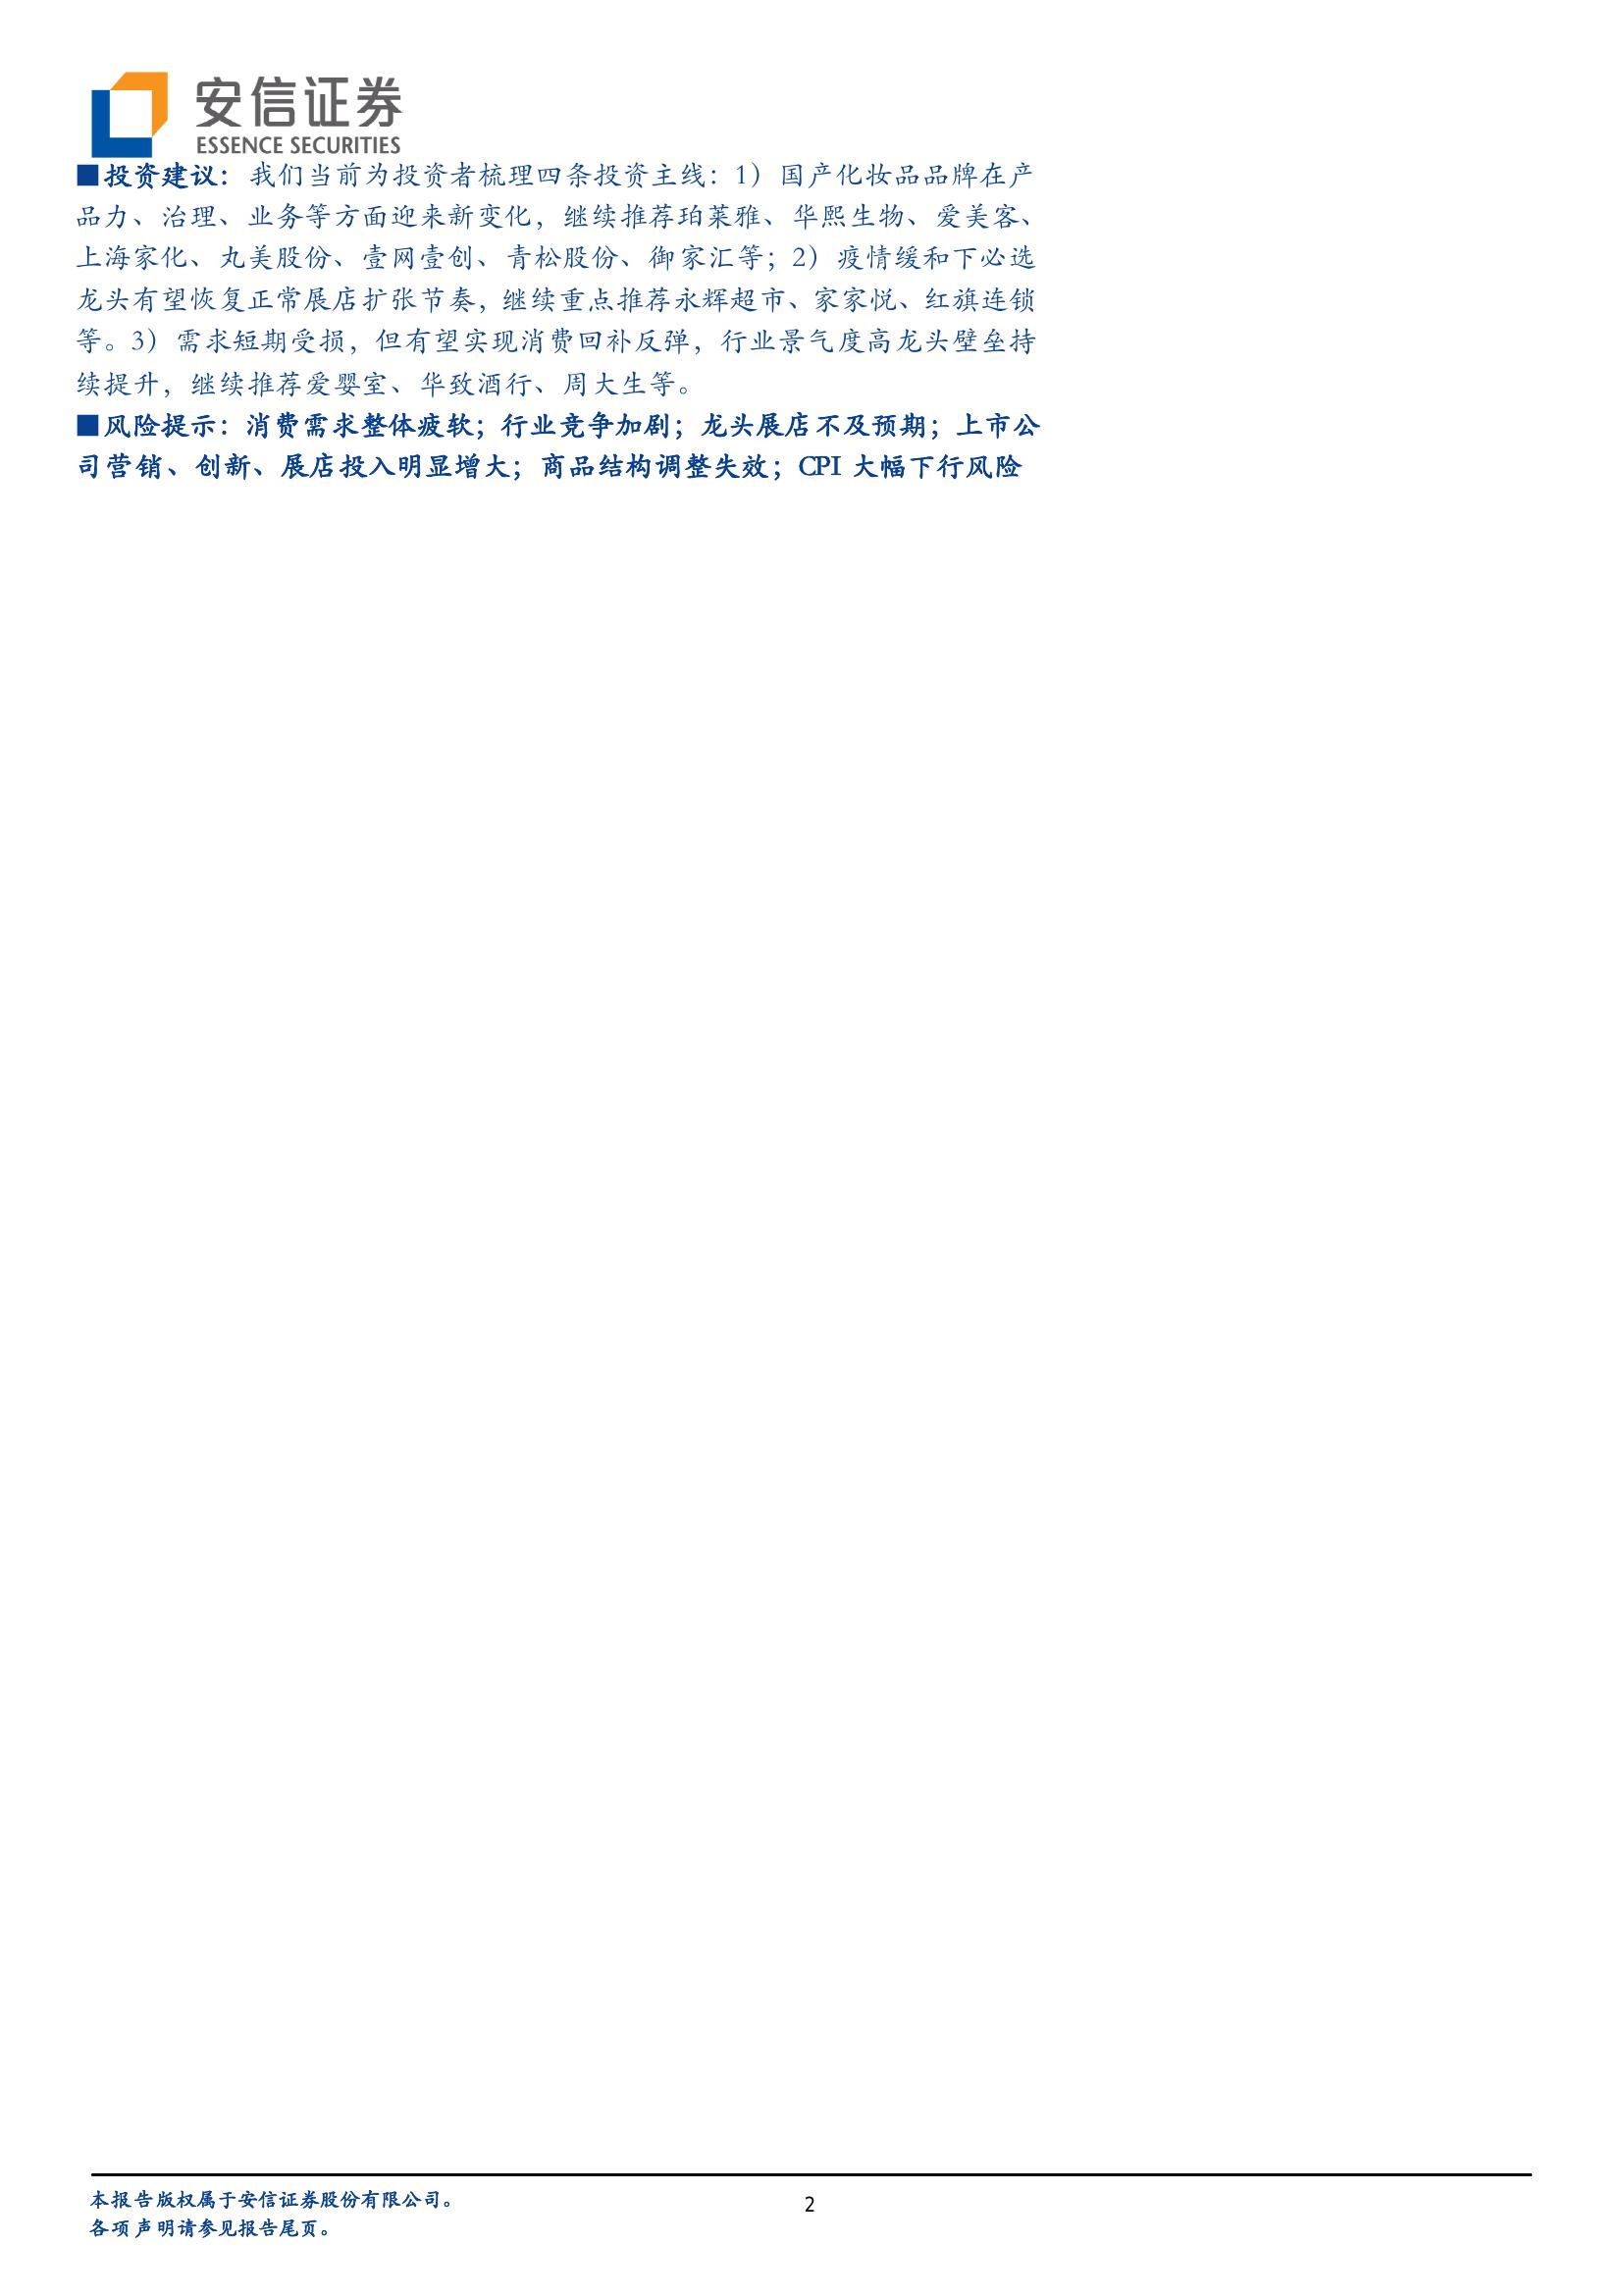 安信证券
ESSENCE SECURITIES
■投资建议：我们当前为投资者梳理四条投资主线：1）国产化妆品品牌在产
品力、治理、业务等方面迎来新变化，继续推荐珀莱雅、华熙生物、爱美客、
上海家化、丸美股份、壹网壹创、青松股份、御家汇等；2）疫情缓和下必选
龙头有望恢复正常展店扩张节奏，继续重点推荐永辉超市、家家悦、红旗连锁
等。3）需求短期受损，但有望实现消费回补反弹，行业景气度高龙头壁垒持
续提升，继续推荐爱婴室、华致酒行、周大生等。
■风险提示：消费需求整体疲软；行业竞争加剧；龙头展店不及预期；上市公
司营销、创新、展店投入明显增大；商品结构调整失效；CPI 大幅下行风险
本报告版权属于安信证券股份有限公司。
各项声明请参见报告尾页。
2